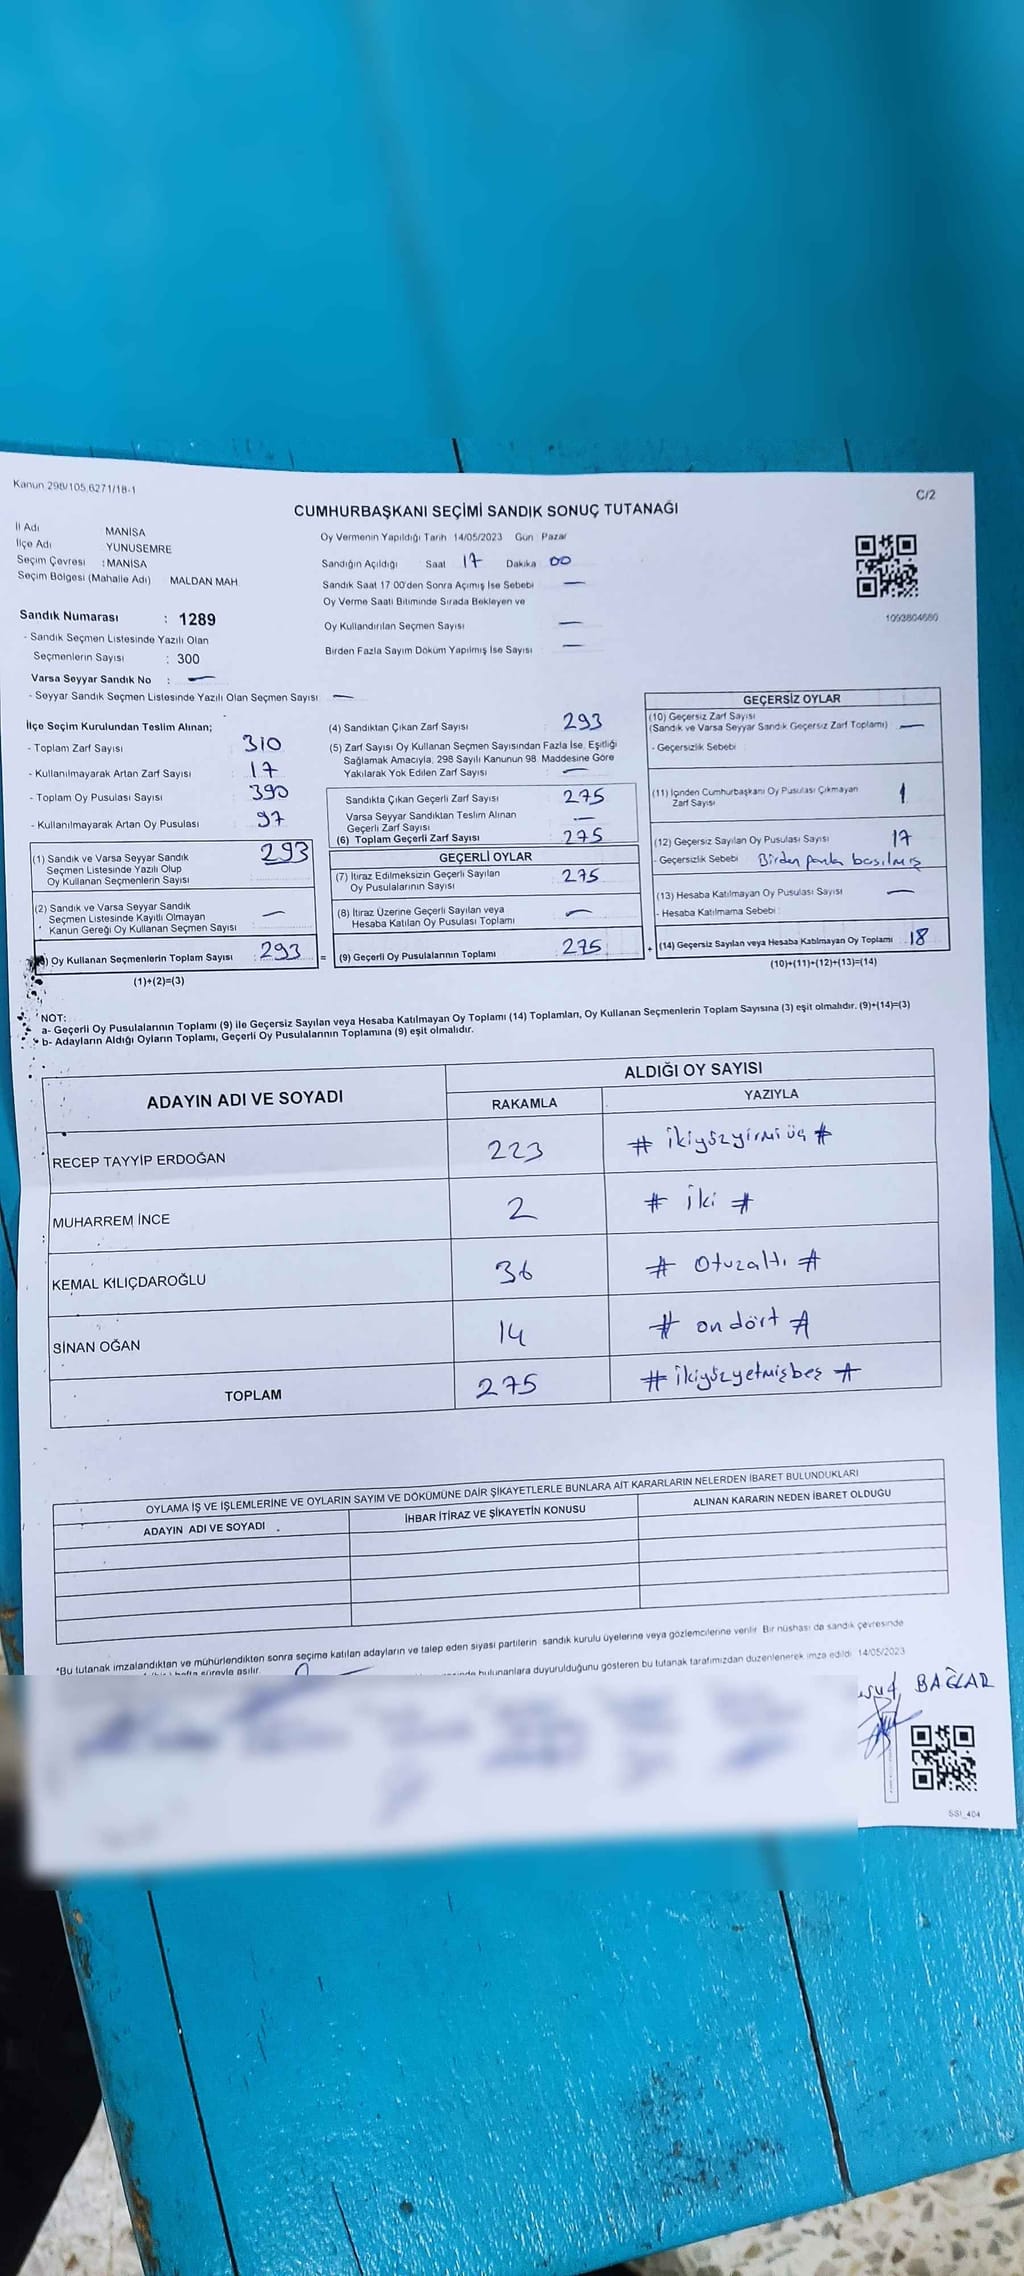 Kanun 298/105,6271/18-1
C/2
CUMHURBAŞKANI SEÇİMİ SANDIK SONUÇ TUTANAĞI
İl Adı MANİSA
İlçe Adı YUNUSEMRE
Seçim Çevresi : MANİSA
Seçim Bölgesi (Mahalle Adı) MALDAN MAH.
Sandık Numarası : 1289
- Sandık Seçmen Listesinde Yazılı Olan
Seçmenlerin Sayısı : 300
Varsa Seyyar Sandık No : —
- Seyyar Sandık Seçmen Listesinde Yazılı Olan Seçmen Sayısı —
Oy Vermenin Yapıldığı Tarih 14/05/2023 Gün Pazar
Sandığın Açıldığı Saat 17 Dakika 00
Sandık Saat 17 00'den Sonra Açımış İse Sebebi —
Oy Verme Saati Bitiminde Sırada Bekleyen ve
Oy Kullandırılan Seçmen Sayısı —
Birden Fazla Sayım Döküm Yapılmış İse Sayısı —
1093804680
İlçe Seçim Kurulundan Teslim Alınan;
- Toplam Zarf Sayısı 310
- Kullanılmayarak Artan Zarf Sayısı 17
- Toplam Oy Pusulası Sayısı 390
- Kullanılmayarak Artan Oy Pusulası 97
(1) Sandık ve Varsa Seyyar Sandık 293
Seçmen Listesinde Yazılı Olup
Oy Kullanan Seçmenlerin Sayısı
(2) Sandık ve Varsa Seyyar Sandık
Seçmen Listesinde Kayıtlı Olmayan —
Kanun Gereği Oy Kullanan Seçmen Sayısı
Oy Kullanan Seçmenlerin Toplam Sayısı : 293 =
(1)+(2)=(3)
(4) Sandıktan Çıkan Zarf Sayısı 293
(5) Zarf Sayısı Oy Kullanan Seçmen Sayısından Fazla İse, Eşitliği
Sağlamak Amacıyla, 298 Sayılı Kanunun 98. Maddesine Göre
Yakılarak Yok Edilen Zarf Sayısı —
Sandıkta Çıkan Geçerli Zarf Sayısı 275
Varsa Seyyar Sandıktan Teslim Alınan
Geçerli Zarf Sayısı —
(6) Toplam Geçerli Zarf Sayısı 275
GEÇERLİ OYLAR
(7) İtiraz Edilmeksizin Geçerli Sayılan 275
Oy Pusulalarının Sayısı
(8) İtiraz Üzerine Geçerli Sayılan veya —
Hesaba Katılan Oy Pusulası Toplamı
(9) Geçerli Oy Pusulalarının Toplamı 275 +
GEÇERSİZ OYLAR
(10) Geçersiz Zarf Sayısı
(Sandık ve Varsa Seyyar Sandık Geçersiz Zarf Toplamı) —
- Geçersizlik Sebebi
(11) İçinden Cumhurbaşkanı Oy Pusulası Çıkmayan 1
Zarf Sayısı
(12) Geçersiz Sayılan Oy Pusulası Sayısı 17
- Geçersizlik Sebebi Birden basılmış
(13) Hesaba Katılmayan Oy Pusulası Sayısı —
- Hesaba Katılmama Sebebi
(14) Geçersiz Sayılan veya Hesaba Katılmayan Oy Toplamı 18
(10)+(11)+(12)+(13)=(14)
NOT:
a- Geçerli Oy Pusulalarının Toplamı (9) ile Geçersiz Sayılan veya Hesaba Katılmayan Oy Toplamı (14) Toplamları, Oy Kullanan Seçmenlerin Toplam Sayısına (3) eşit olmalıdır. (9)+(14)=(3)
b- Adayların Aldığı Oyların Toplamı, Geçerli Oy Pusulalarının Toplamına (9) eşit olmalıdır.
ADAYIN ADI VE SOYADI
ALDIĞI OY SAYISI
RAKAMLA YAZIYLA
RECEP TAYYİP ERDOĞAN 223 # ikiyüzyirmiüç #
MUHARREM İNCE 2 # iki #
KEMAL KILIÇDAROĞLU 36 # Otuzaltı #
SİNAN OĞAN 14 # ondört #
TOPLAM 275 # ikiyüzyetmişbeş #
OYLAMA İŞ VE İŞLEMLERİNE VE OYLARIN SAYIM VE DÖKÜMÜNE DAİR ŞİKAYETLERLE BUNLARA AİT KARARLARIN NELERDEN İBARET BULUNDUKLARI
ADAYIN ADI VE SOYADI İHBAR İTİRAZ VE ŞİKAYETİN KONUSU ALINAN KARARIN NEDEN İBARET OLDUĞU
*Bu tutanak imzalandıktan ve mühürlendikten sonra seçime katılan adayların ve talep eden siyasi partilerin sandık kurulu üyelerine veya gözlemcilerine verilir. Bir nüshası da sandık çevresinde
hafta süreyle asılır. bulunanlara duyurulduğunu gösteren bu tutanak tarafımızdan düzenlenerek imza edildi 14/05/2023
BAĞLAR
SSI_404